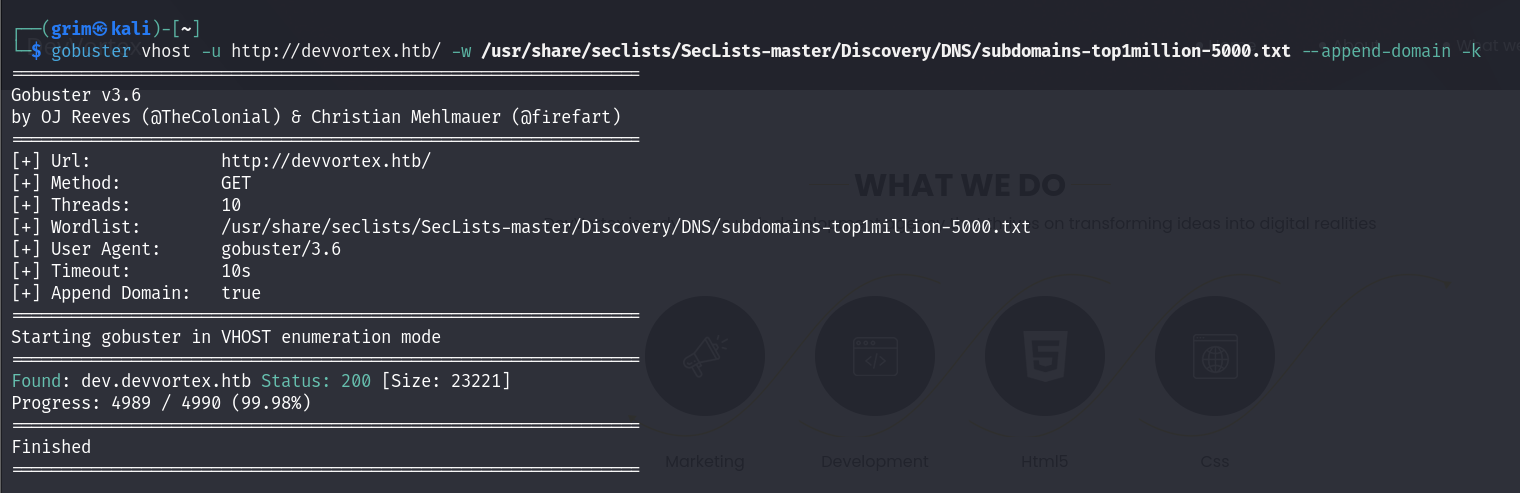 ┌──(grim㉿kali)-[~]
└─$ gobuster vhost -u http://devvortex.htb/ -w /usr/share/seclists/SecLists-master/Discovery/DNS/subdomains-top1million-5000.txt --append-domain -k
===============================================================
Gobuster v3.6
by OJ Reeves (@TheColonial) & Christian Mehlmauer (@firefart)
===============================================================
[+] Url: http://devvortex.htb/
[+] Method: GET
[+] Threads: 10
[+] Wordlist: /usr/share/seclists/SecLists-master/Discovery/DNS/subdomains-top1million-5000.txt
[+] User Agent: gobuster/3.6
[+] Timeout: 10s
[+] Append Domain: true
===============================================================
Starting gobuster in VHOST enumeration mode
===============================================================
Found: dev.devvortex.htb Status: 200 [Size: 23221]
Progress: 4989 / 4990 (99.98%)
===============================================================
Finished
===============================================================
WHAT WE DO
on transforming ideas into digital realities
Marketing
Development
Html5
Css